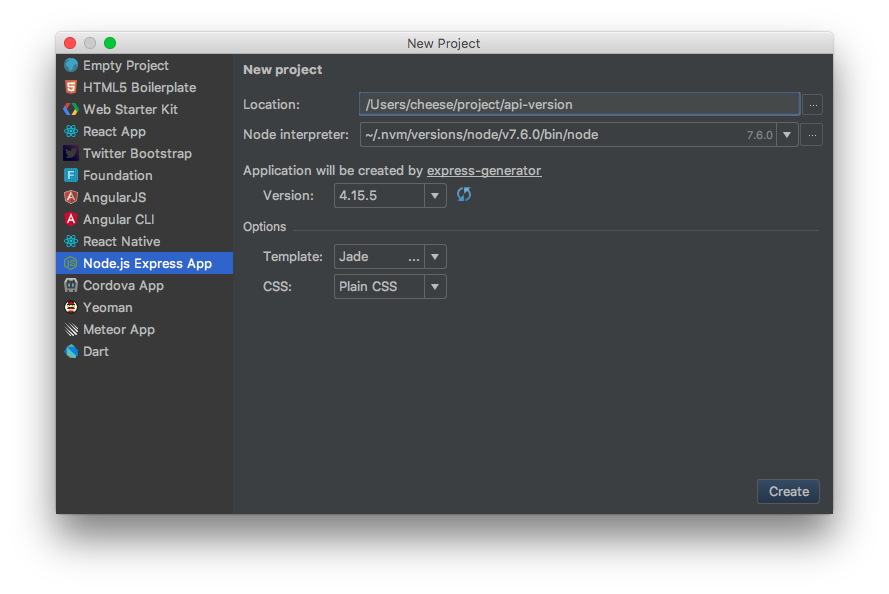 New Project
Empty Project
HTML5 Boilerplate
Web Starter Kit
React App
Twitter Bootstrap
Foundation
AngularJS
Angular CLI
React Native
Node.js Express App
Cordova App
Yeoman
Meteor App
Dart
New project
Location: /Users/cheese/project/api-version ...
Node interpreter: ~/.nvm/versions/node/v7.6.0/bin/node 7.6.0 ...
Application will be created by express-generator
Version: 4.15.5
Options
Template: Jade ...
CSS: Plain CSS
Create